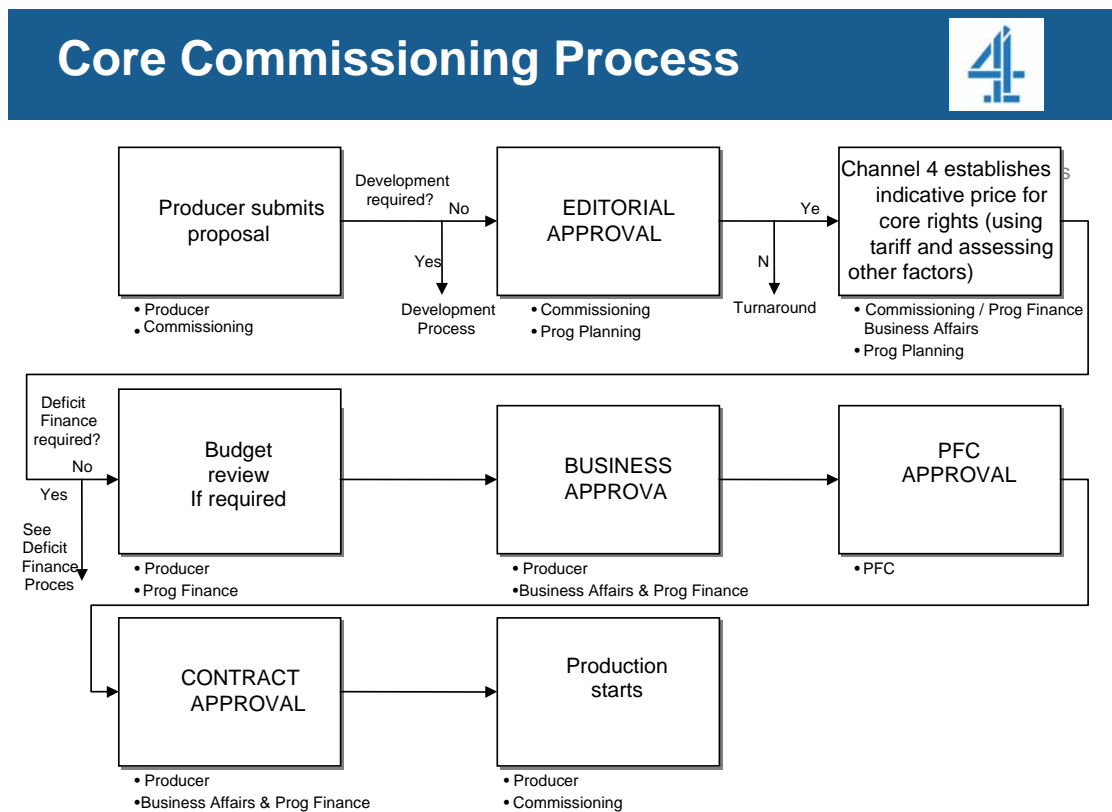 Core Commissioning Process
4
Producer submits
proposal
Development
required?
No
Yes
Development
Process
• Producer
• Commissioning
EDITORIAL
APPROVAL
• Commissioning
• Prog Planning
Ye
N
Turnaround
Channel 4 establishes
s
indicative price for
core rights (using
tariff and assessing
other factors)
• Commissioning / Prog Finance
Business Affairs
• Prog Planning
Deficit
Finance
required?
No
Yes
See
Deficit
Finance
Proces
Budget
review
If required
• Producer
• Prog Finance
BUSINESS
APPROVA
• Producer
•Business Affairs & Prog Finance
PFC
APPROVAL
•PFC
CONTRACT
APPROVAL
• Producer
•Business Affairs & Prog Finance
Production
starts
• Producer
• Commissioning